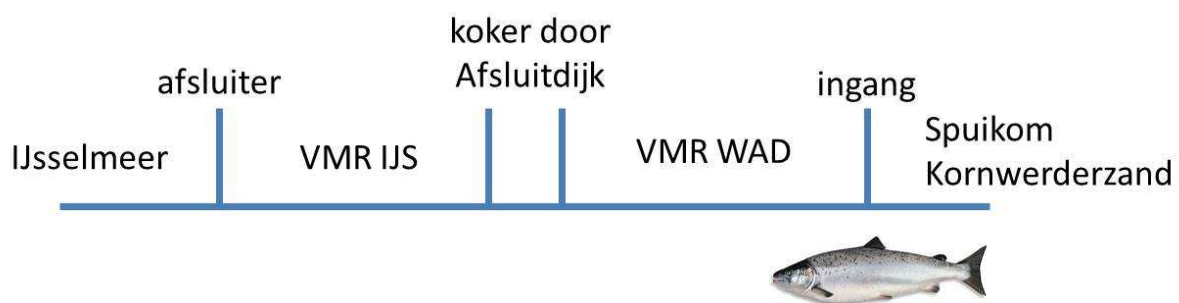 koker door
Afsluitdijk
afsluiter
ingang
IJsselmeer
VMR IJS
VMR WAD
Spuikom
Kornwerderzand